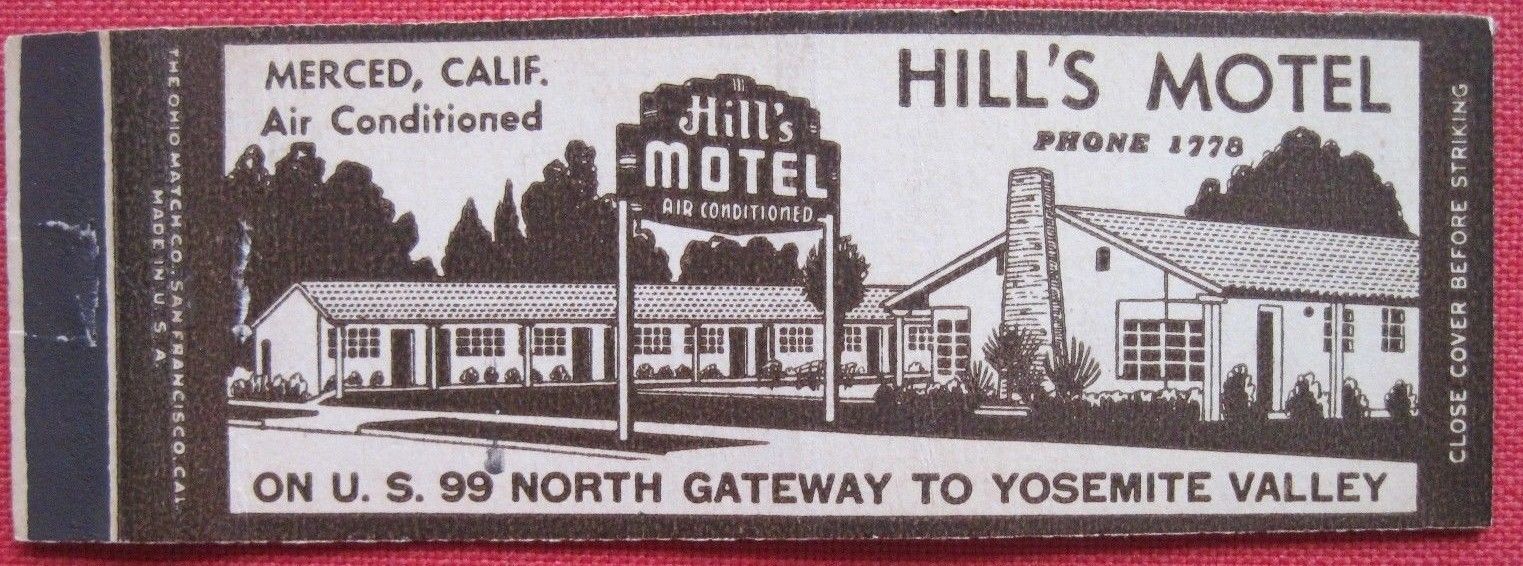 MERCED, CALIF.
Air Conditioned
Hill's
MOTEL
AIR CONDITIONED
HILL'S MOTEL
PHONE 1778
ON U. S. 99 NORTH GATEWAY TO YOSEMITE VALLEY
THE OHIO MATCH CO., SAN FRANCISCO, CAL.
MADE IN U. S. A.
CLOSE COVER BEFORE STRIKING